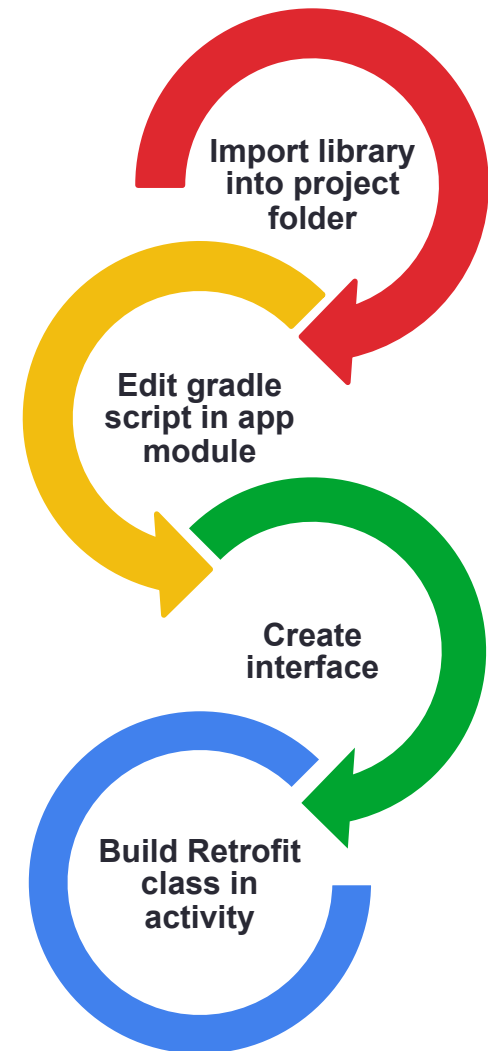 Import library
into project
folder
Edit gradle
script in app
module
Create
interface
Build Retrofit
class in
activity